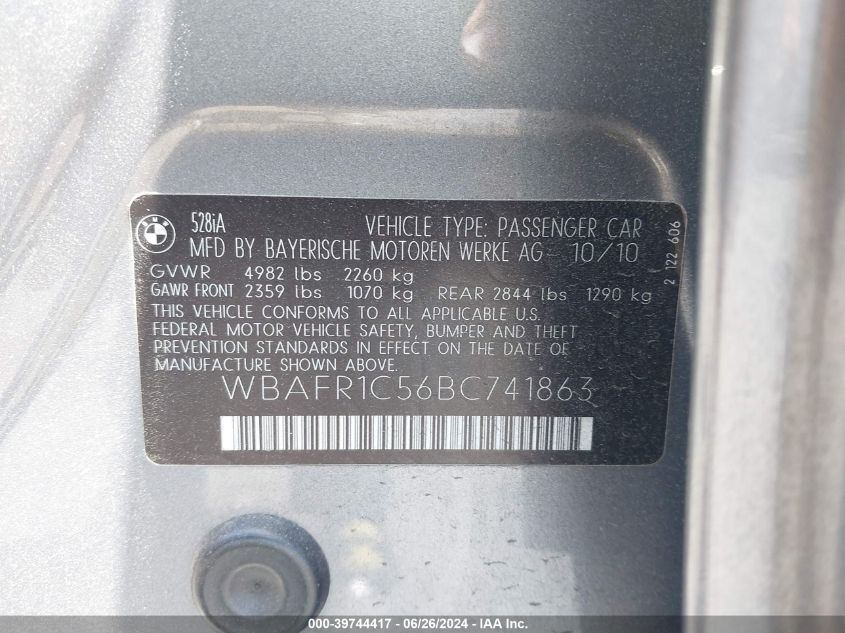 BMW
528iA
VEHICLE TYPE: PASSENGER CAR
MFD BY BAYERISCHE MOTOREN WERKE AG 10/10
GVWR 4982 lbs 2260 kg
GAWR FRONT 2359 lbs 1070 kg REAR 2844 lbs 1290 kg
THIS VEHICLE CONFORMS TO ALL APPLICABLE U.S.
FEDERAL MOTOR VEHICLE SAFETY, BUMPER AND THEFT
PREVENTION STANDARDS IN EFFECT ON THE DATE OF
MANUFACTURE SHOWN ABOVE.
WBAFR1C56BC741863
2 122 606
000-39744417 - 06/26/2024 - IAA Inc.